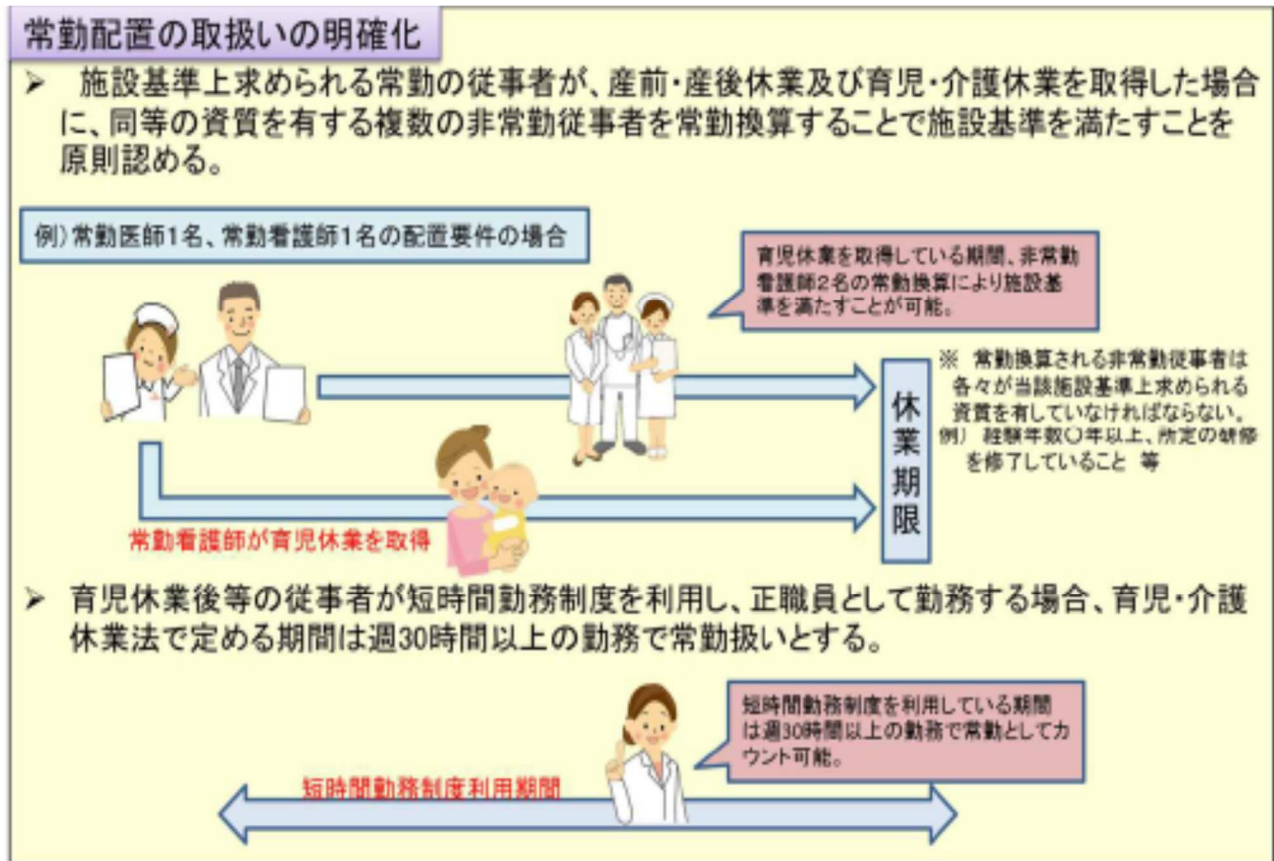 常勤配置の取扱いの明確化
➢ 施設基準上求められる常勤の従事者が、産前・産後休業及び育児・介護休業を取得した場合
に、同等の資質を有する複数の非常勤従事者を常勤換算することで施設基準を満たすことを
原則認める。
例)常勤医師1名、常勤看護師1名の配置要件の場合
育児休業を取得している期間、非常勤
看護師2名の常勤換算により施設基
準を満たすことが可能。
※ 常勤換算される非常勤従事者は
各々が当該施設基準上求められる
資質を有していなければならない。
例) 経験年数〇年以上、所定の研修
を修了していること 等
休業期限
常勤看護師が育児休業を取得
➢ 育児休業後等の従事者が短時間勤務制度を利用し、正職員として勤務する場合、育児・介護
休業法で定める期間は週30時間以上の勤務で常勤扱いとする。
短時間勤務制度を利用している期間
は週30時間以上の勤務で常勤としてカ
ウント可能。
短時間勤務制度利用期間